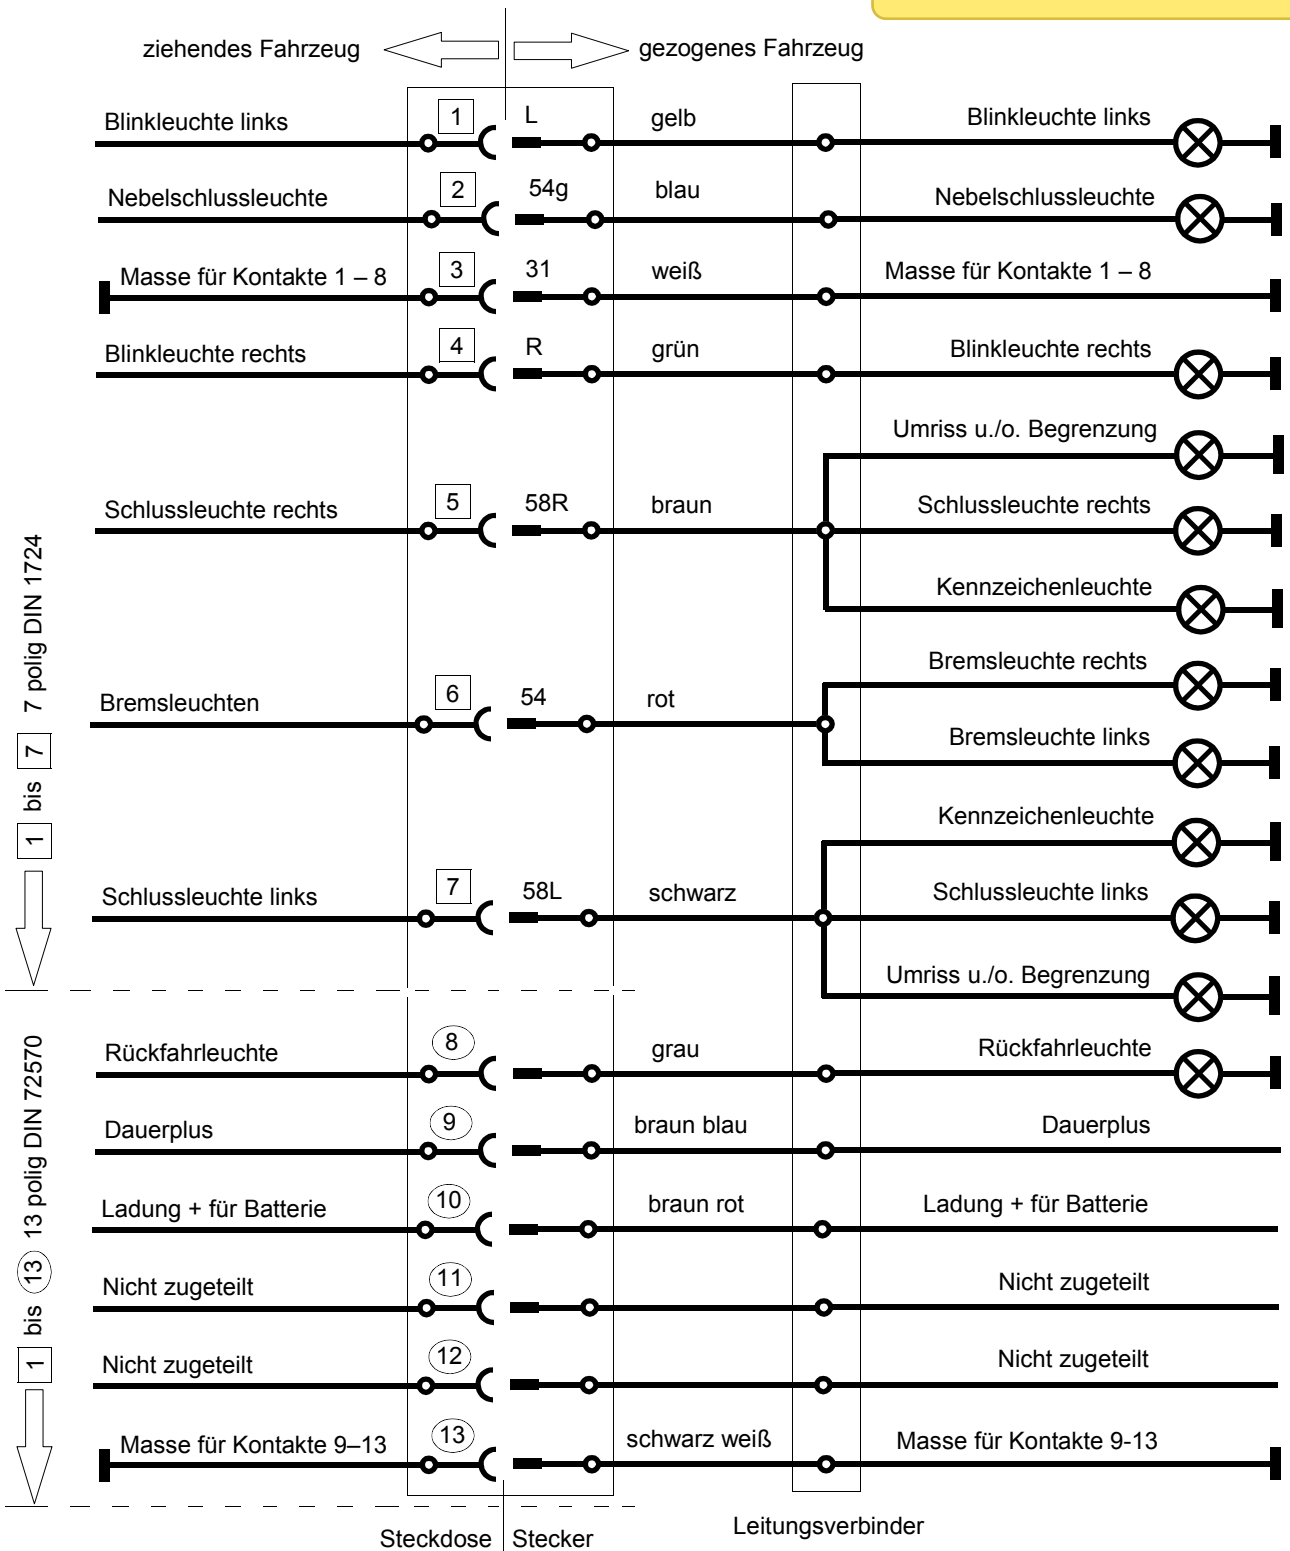 ziehendes Fahrzeug gezogenes Fahrzeug
Blinkleuchte links 1 L gelb Blinkleuchte links
Nebelschlussleuchte 2 54g blau Nebelschlussleuchte
Masse für Kontakte 1 – 8 3 31 weiß Masse für Kontakte 1 – 8
Blinkleuchte rechts 4 R grün Blinkleuchte rechts
Umriss u./o. Begrenzung
Schlussleuchte rechts 5 58R braun Schlussleuchte rechts
Kennzeichenleuchte
Bremsleuchte rechts
Bremsleuchten 6 54 rot
Bremsleuchte links
Kennzeichenleuchte
Schlussleuchte links 7 58L schwarz Schlussleuchte links
Umriss u./o. Begrenzung
1 bis 7 7 polig DIN 1724
Rückfahrleuchte 8 grau Rückfahrleuchte
Dauerplus 9 braun blau Dauerplus
Ladung + für Batterie 10 braun rot Ladung + für Batterie
Nicht zugeteilt 11 Nicht zugeteilt
Nicht zugeteilt 12 Nicht zugeteilt
Masse für Kontakte 9–13 13 schwarz weiß Masse für Kontakte 9-13
1 bis 13 13 polig DIN 72570
Steckdose Stecker Leitungsverbinder